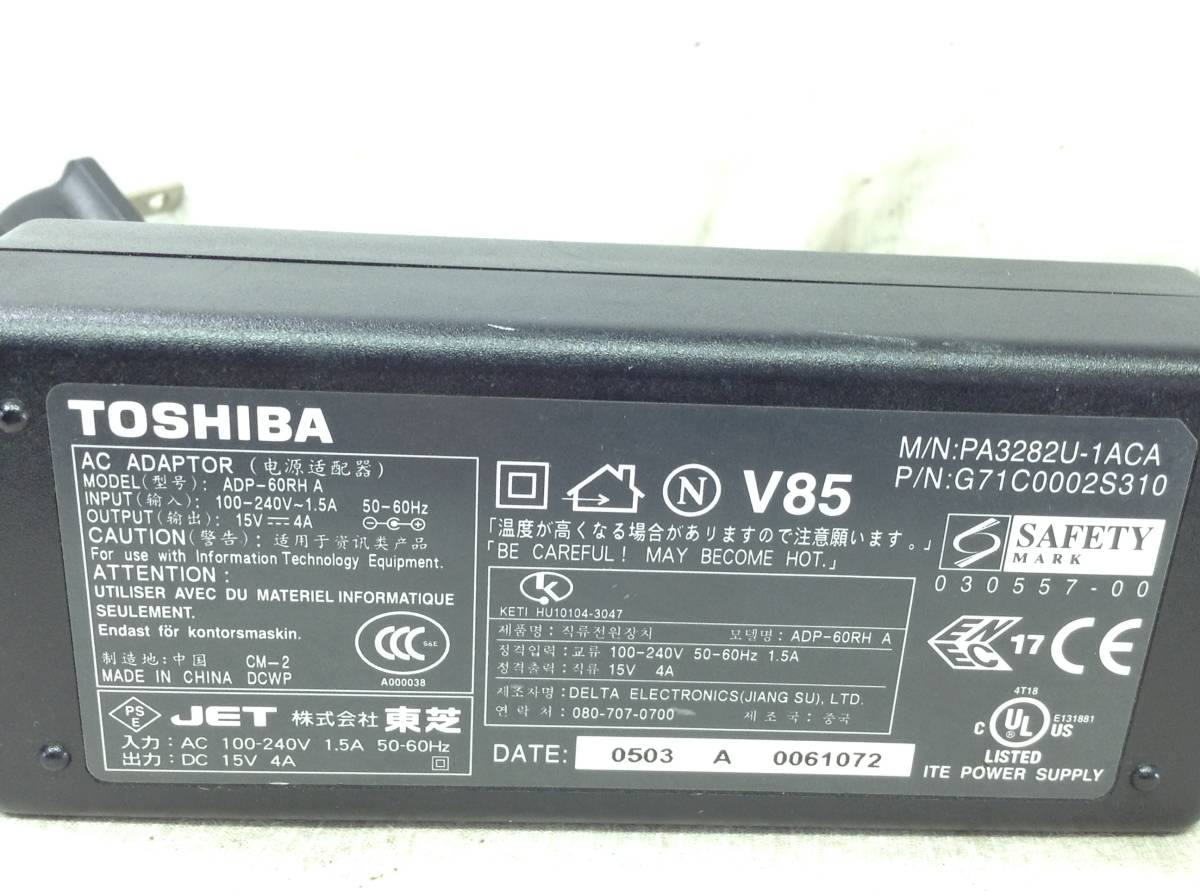 TOSHIBA
AC ADAPTOR (电源适配器)
MODEL(型号): ADP-60RH A
INPUT(输入): 100-240V~1.5A 50-60Hz
OUTPUT(输出): 15V⎓4A
CAUTION(警告): 适用于资讯类产品
For use with Information Technology Equipment.
ATTENTION :
UTILISER AVEC DU MATERIEL INFORMATIQUE
SEULEMENT.
Endast för kontorsmaskin.
制造地:中国 CM-2
MADE IN CHINA DCWP
CCC S&E
A000038
PS
E
JET 株式会社 東芝
入力 : AC 100-240V 1.5A 50-60Hz
出力 : DC 15V 4A
N
V85
「温度が高くなる場合がありますので注意願います。」
「BE CAREFUL! MAY BECOME HOT.」
K
KETI HU10104-3047
제품명: 직류전원장치 모델명: ADP-60RH A
정격입력: 교류 100-240V 50-60Hz 1.5A
정격출력: 직류 15V 4A
제조자명: DELTA ELECTRONICS(JIANG SU), LTD.
연락처: 080-707-0700 제조국: 중국
DATE: 0503 A 0061072
M/N:PA3282U-1ACA
P/N:G71C0002S310
S SAFETY
MARK
030557-00
EN
EC 17 CE
4T18
C UL US E131881
®
LISTED
ITE POWER SUPPLY